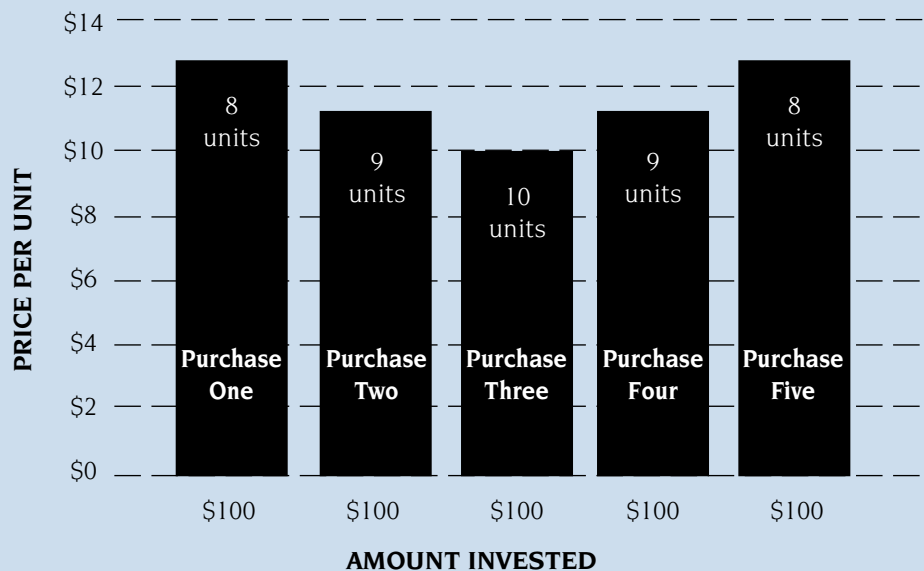 PRICE PER UNIT
$14
$12
$10
$8
$6
$4
$2
$0
8
units
9
units
10
units
9
units
8
units
Purchase
One
Purchase
Two
Purchase
Three
Purchase
Four
Purchase
Five
$100
$100
$100
$100
$100
AMOUNT INVESTED